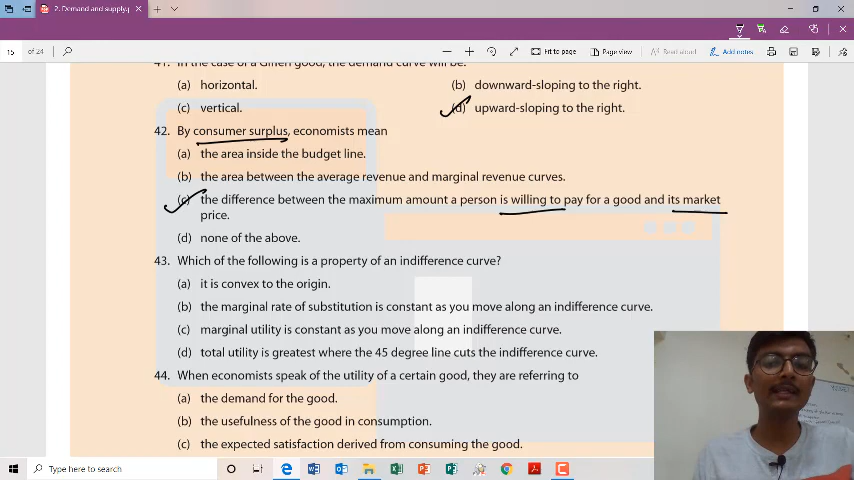 2. Demand and supply.p
15 of 24
Fit to page
Page view
Read aloud
Add notes
41. In the case of a Giffen good, the demand curve will be:
(a) horizontal.
(b) downward-sloping to the right.
(c) vertical.
(d) upward-sloping to the right.
42. By consumer surplus, economists mean
(a) the area inside the budget line.
(b) the area between the average revenue and marginal revenue curves.
(c) the difference between the maximum amount a person is willing to pay for a good and its market
price.
(d) none of the above.
43. Which of the following is a property of an indifference curve?
(a) it is convex to the origin.
(b) the marginal rate of substitution is constant as you move along an indifference curve.
(c) marginal utility is constant as you move along an indifference curve.
(d) total utility is greatest where the 45 degree line cuts the indifference curve.
44. When economists speak of the utility of a certain good, they are referring to
(a) the demand for the good.
(b) the usefulness of the good in consumption.
(c) the expected satisfaction derived from consuming the good.
Type here to search